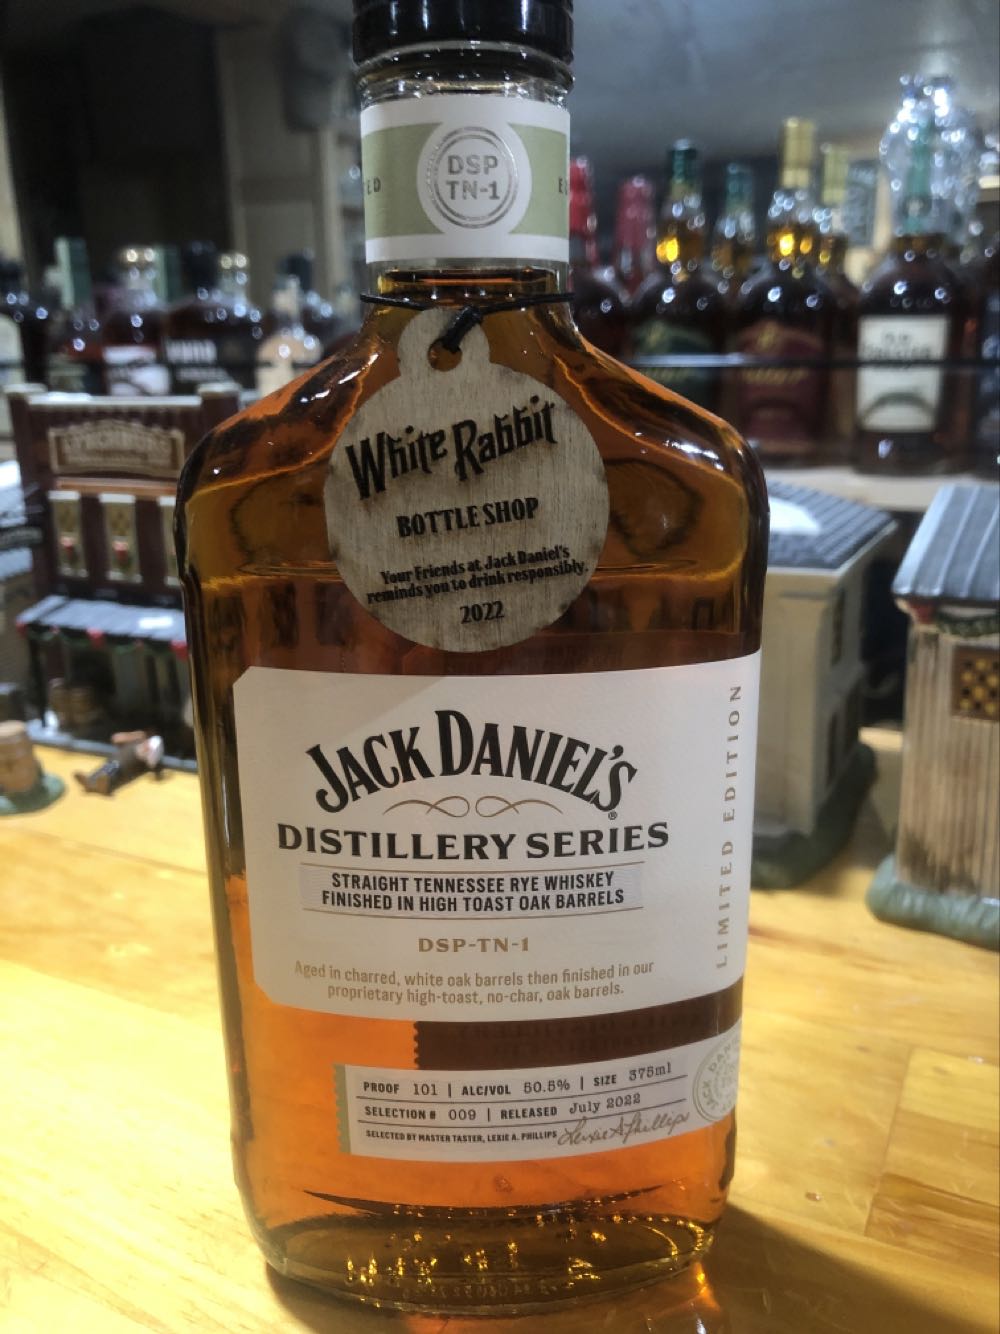 DSP
TN-1
White Rabbit
BOTTLE SHOP
Your Friends at Jack Daniel's
reminds you to drink responsibly.
2022
JACK DANIEL'S®
DISTILLERY SERIES
STRAIGHT TENNESSEE RYE WHISKEY
FINISHED IN HIGH TOAST OAK BARRELS
DSP-TN-1
Aged in charred, white oak barrels then finished in our
proprietary high-toast, no-char, oak barrels.
LIMITED EDITION
PROOF 101 | ALC/VOL 50.5% | SIZE 375ml
SELECTION # 009 | RELEASED July 2022
SELECTED BY MASTER TASTER, LEXIE A. PHILLIPS Lexie A Phillips